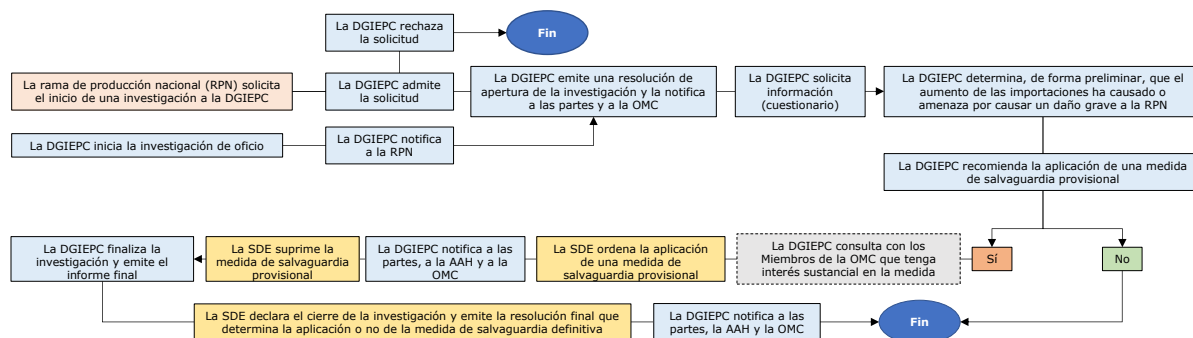 La DGIEPC rechaza
la solicitud
Fin
La rama de producción nacional (RPN) solicita
el inicio de una investigación a la DGIEPC
La DGIEPC admite
la solicitud
La DGIEPC emite una resolución de
apertura de la investigación y la notifica
a las partes y a la OMC
La DGIEPC solicita
información
(cuestionario)
La DGIEPC determina, de forma preliminar, que el
aumento de las importaciones ha causado o
amenaza por causar un daño grave a la RPN
La DGIEPC inicia la investigación de oficio
La DGIEPC notifica
a la RPN
La DGIEPC recomienda la aplicación de una medida
de salvaguardia provisional
La DGIEPC finaliza la
investigación y emite el
informe final
La SDE suprime la
medida de salvaguardia
provisional
La DGIEPC notifica a las
partes, a la AAH y a la
OMC
La SDE ordena la aplicación
de una medida de
salvaguardia provisional
La DGIEPC consulta con los
Miembros de la OMC que tenga
interés sustancial en la medida
Sí
No
La SDE declara el cierre de la investigación y emite la resolución final que
determina la aplicación o no de la medida de salvaguardia definitiva
La DGIEPC notifica a las
partes, la AAH y la OMC
Fin